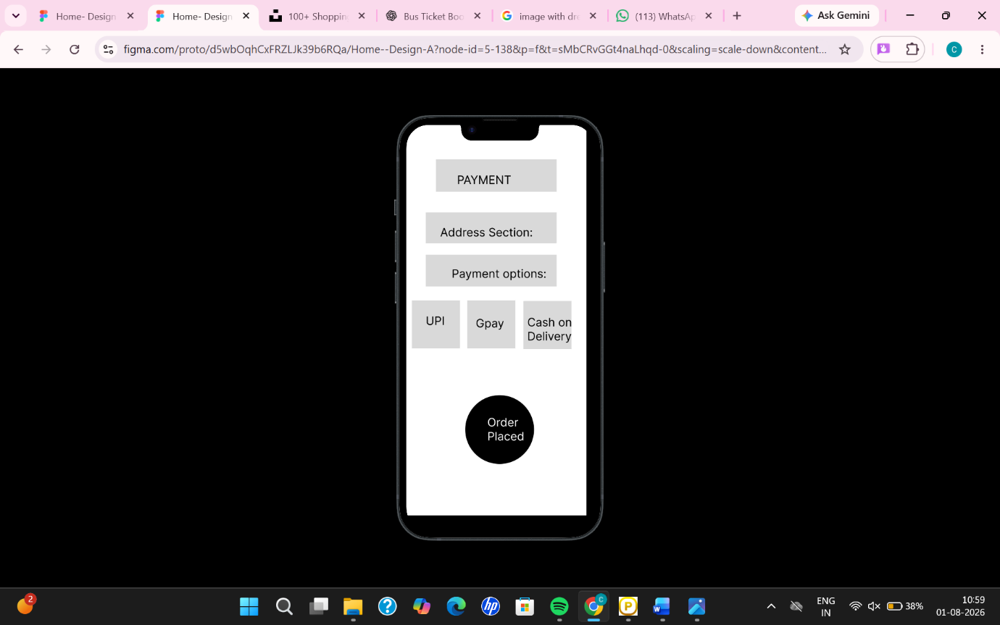 Home- Design
Home- Design
100+ Shoppin
Bus Ticket Boo
image with dre
(113) WhatsAp
Ask Gemini
figma.com/proto/d5wbOqhCxFRZLJk39b6RQa/Home--Design-A?node-id=5-138&p=f&t=sMbCRvGGt4naLhqd-0&scaling=scale-down&content...
C
PAYMENT
Address Section:
Payment options:
UPI
Gpay
Cash on
Delivery
Order
Placed
2
hp
C
P
W
ENG
IN
38%
10:59
01-08-2026